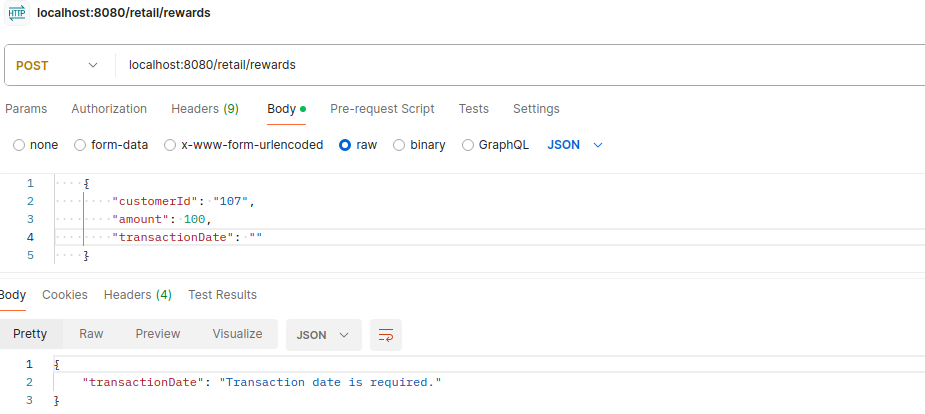 HTTP localhost:8080/retail/rewards
POST localhost:8080/retail/rewards
Params Authorization Headers (9) Body Pre-request Script Tests Settings
none form-data x-www-form-urlencoded raw binary GraphQL JSON
1 {
2 "customerId": "107",
3 "amount": 100,
4 "transactionDate": ""
5 }
Body Cookies Headers (4) Test Results
Pretty Raw Preview Visualize JSON
1 {
2 "transactionDate": "Transaction date is required."
3 }